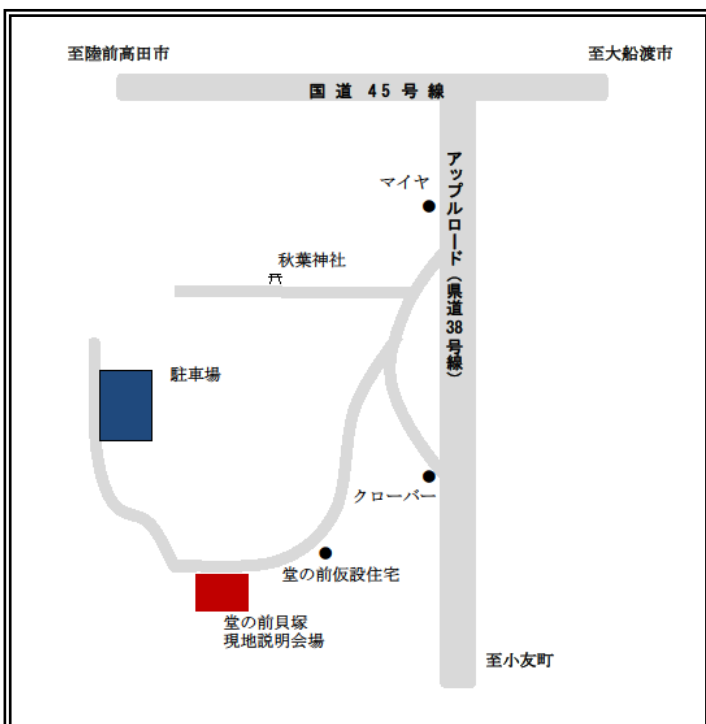 至陸前高田市
至大船渡市
国道45号線
アップルロード(県道38号線)
マイヤ
秋葉神社
駐車場
クローバー
堂の前仮設住宅
堂の前貝塚
現地説明会場
至小友町